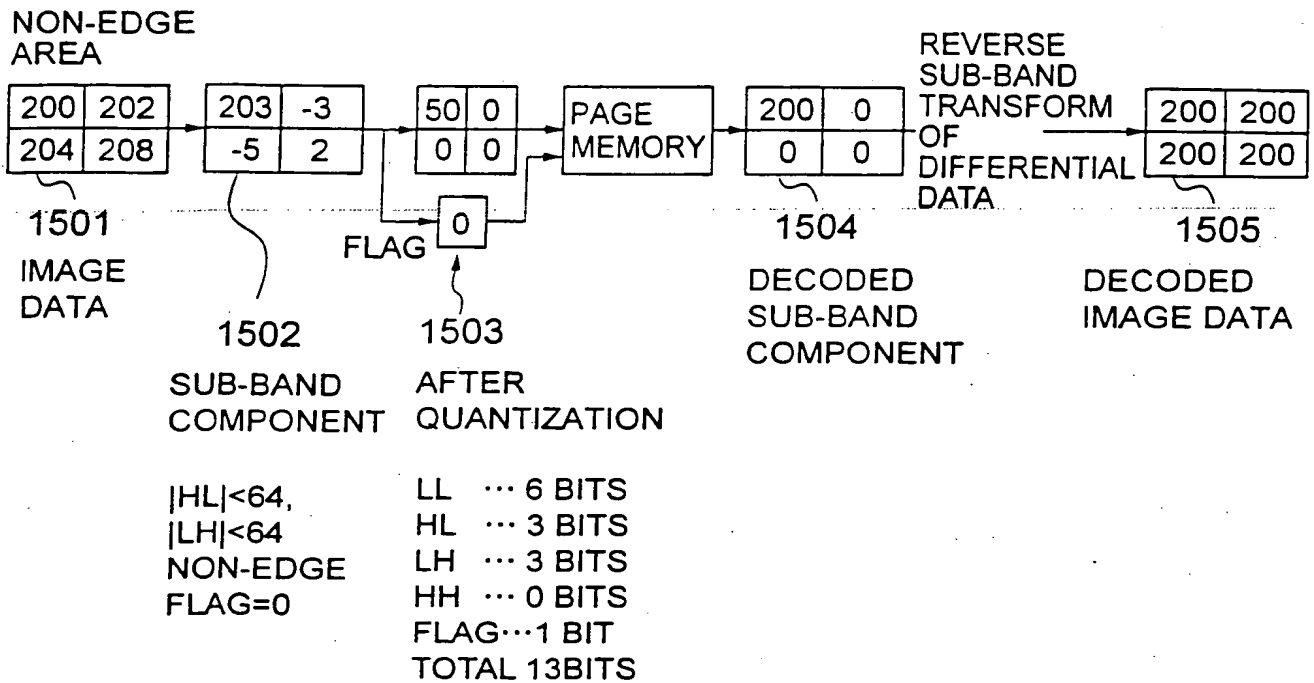 NON-EDGE
AREA
200 202
204 208
203 -3
-5 2
50 0
0 0
FLAG
0
PAGE
MEMORY
200 0
0 0
REVERSE
SUB-BAND
TRANSFORM
OF
DIFFERENTIAL
DATA
200 200
200 200
1501
IMAGE
DATA
1502
SUB-BAND
COMPONENT
1503
AFTER
QUANTIZATION
1504
DECODED
SUB-BAND
COMPONENT
1505
DECODED
IMAGE DATA
|HL|<64,
|LH|<64
NON-EDGE
FLAG=0
LL ··· 6 BITS
HL ··· 3 BITS
LH ··· 3 BITS
HH ··· 0 BITS
FLAG···1 BIT
TOTAL 13BITS